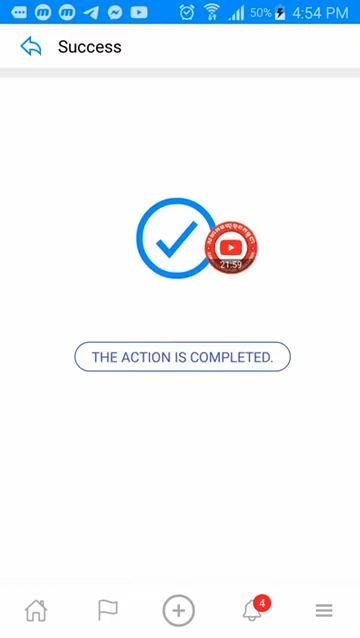 50% 4:54 PM
Success
21:59
THE ACTION IS COMPLETED.
4